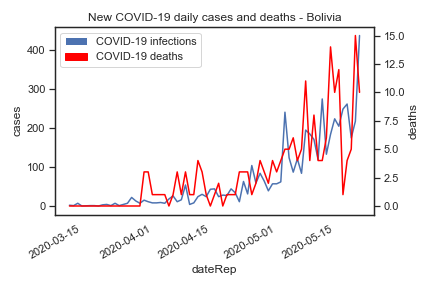 New COVID-19 daily cases and deaths - Bolivia
COVID-19 infections
COVID-19 deaths
cases
400
300
200
100
0
deaths
15.0
12.5
10.0
7.5
5.0
2.5
0.0
2020-03-15
2020-04-01
2020-04-15
2020-05-01
2020-05-15
dateRep